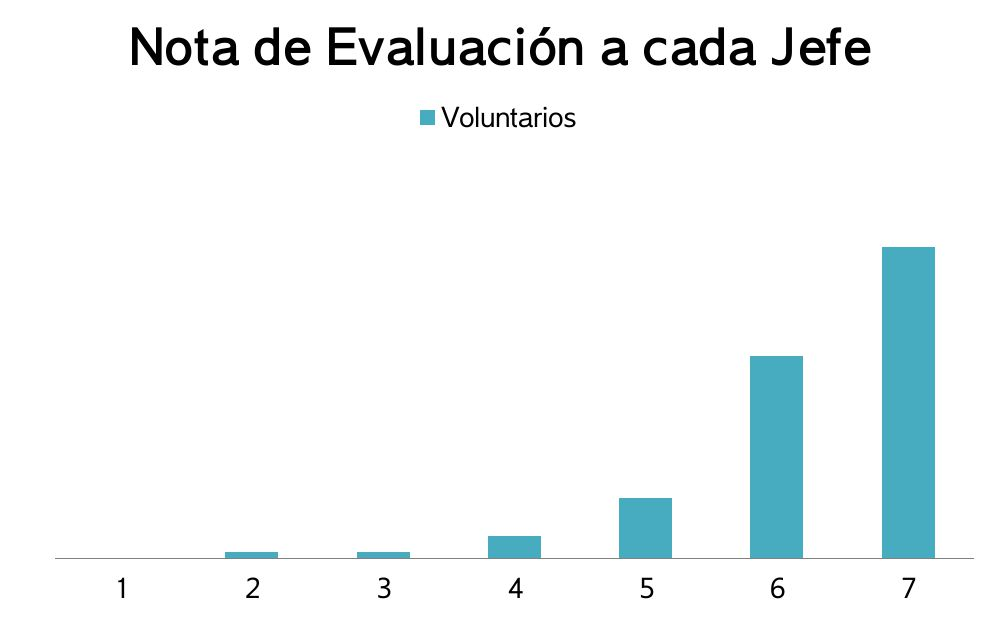 Nota de Evaluación a cada Jefe
Voluntarios
1 2 3 4 5 6 7